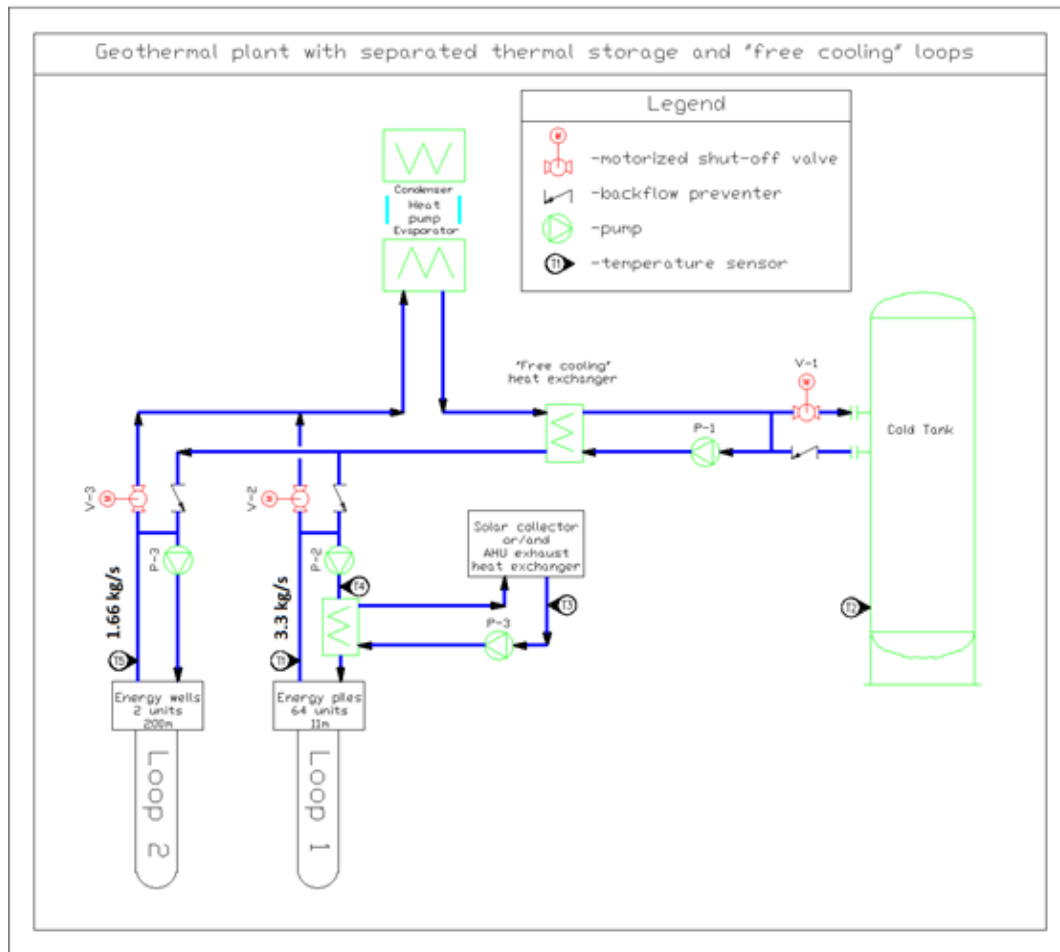 Geothermal plant with separated thermal storage and "free cooling" loops
Legend
M
-motorized shut-off valve
-backflow preventer
-pump
T1
-temperature sensor
Condenser
Heat
pump
Evaporator
"Free cooling"
heat exchanger
V-1
M
P-1
Cold Tank
V-3
M
V-2
M
P-3
P-2
T4
Solar collector
or/and
AHU exhaust
heat exchanger
T3
P-3
T2
1.66 kg/s
3.3 kg/s
T5
T1
Energy wells
2 units
200m
Energy piles
64 units
11m
Loop 2
Loop 1